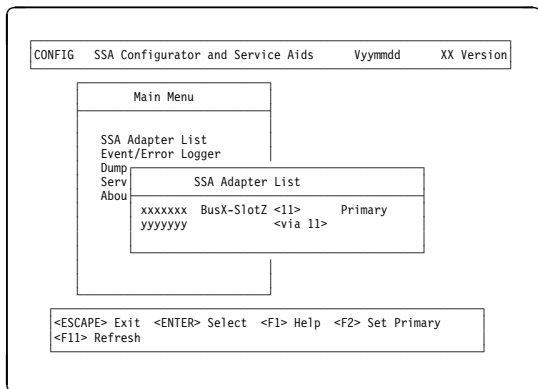 CONFIG SSA Configurator and Service Aids Vyymmdd XX Version
Main Menu
SSA Adapter List
Event/Error Logger
Dump
Serv
Abou
SSA Adapter List
xxxxxxx BusX-SlotZ <11> Primary
yyyyyyy <via 11>
<ESCAPE> Exit <ENTER> Select <F1> Help <F2> Set Primary
<F11> Refresh